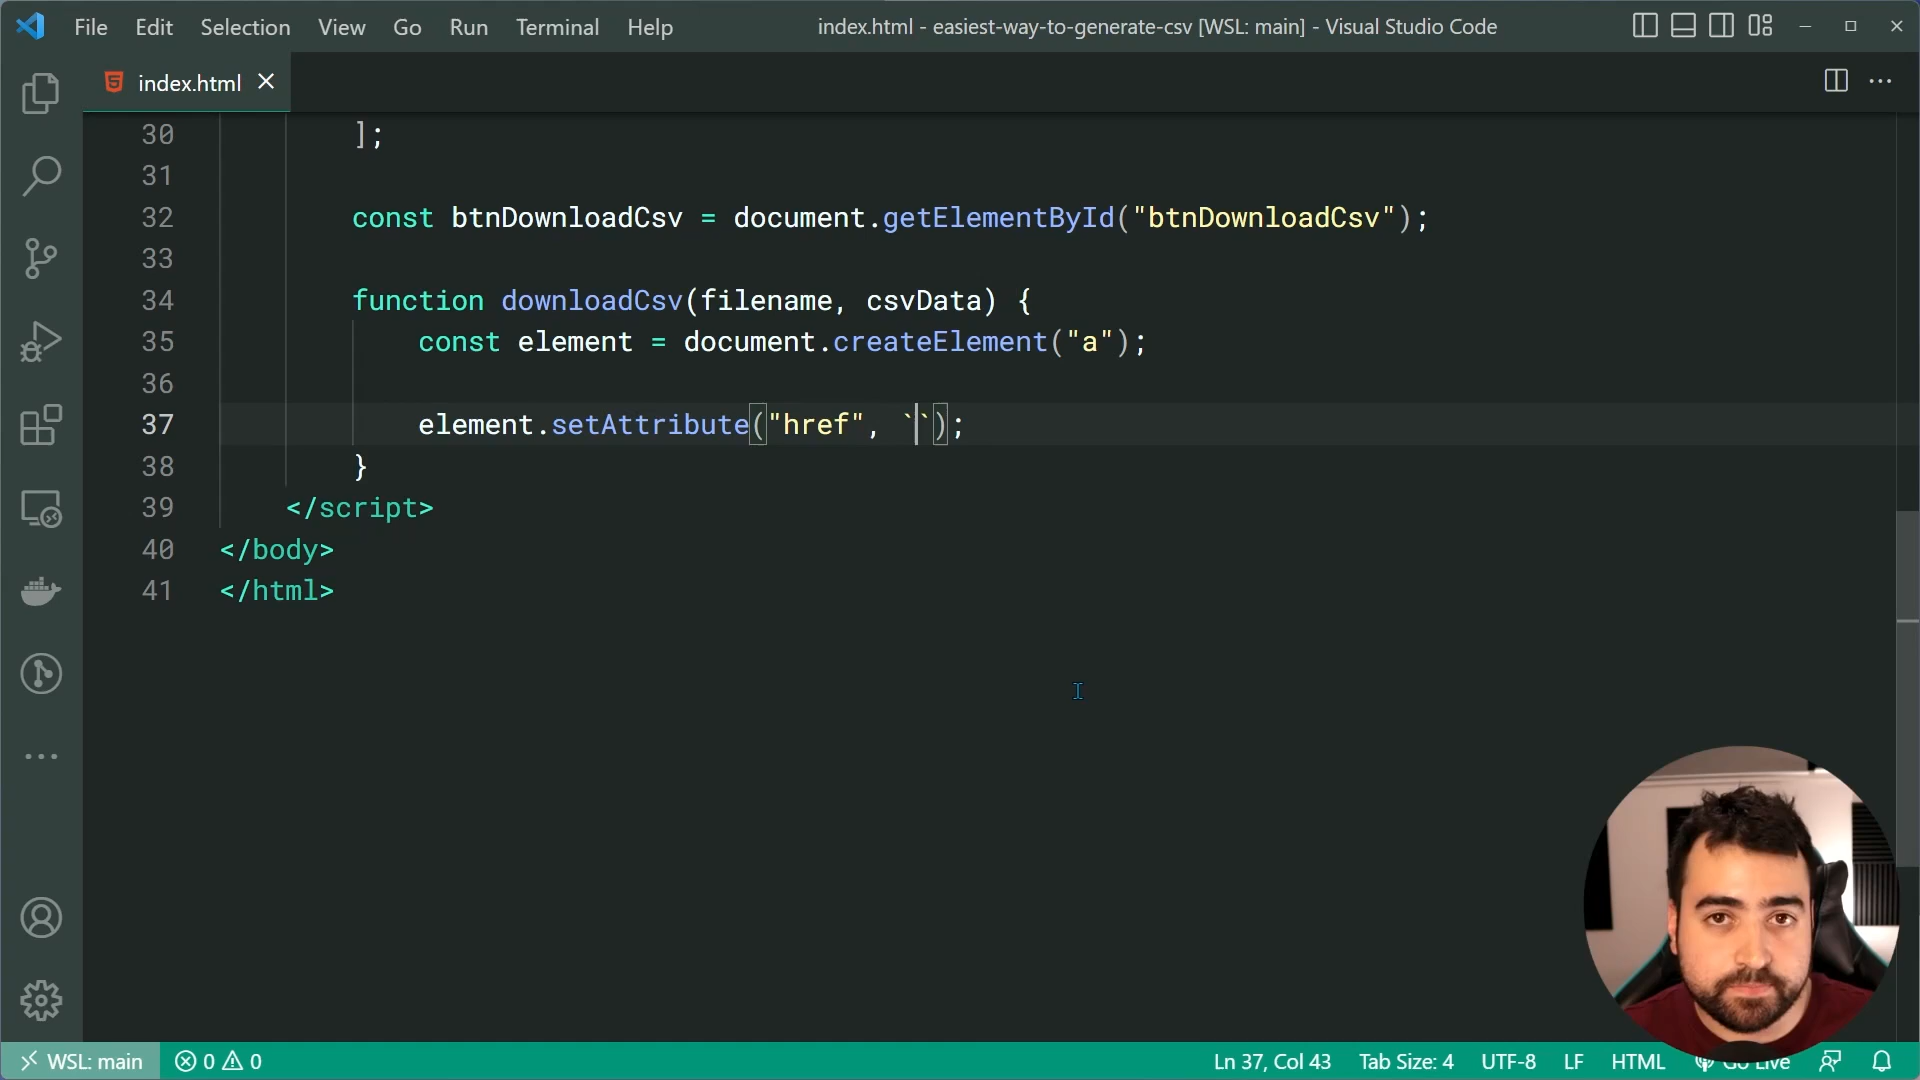 File Edit Selection View Go Run Terminal Help index.html - easiest-way-to-generate-csv [WSL: main] - Visual Studio Code
index.html
30 ];
31
32 const btnDownloadCsv = document.getElementById("btnDownloadCsv");
33
34 function downloadCsv(filename, csvData) {
35 const element = document.createElement("a");
36
37 element.setAttribute("href", ``);
38 }
39 </script>
40 </body>
41 </html>
WSL: main 0 0 Ln 37, Col 43 Tab Size: 4 UTF-8 LF HTML Go Live